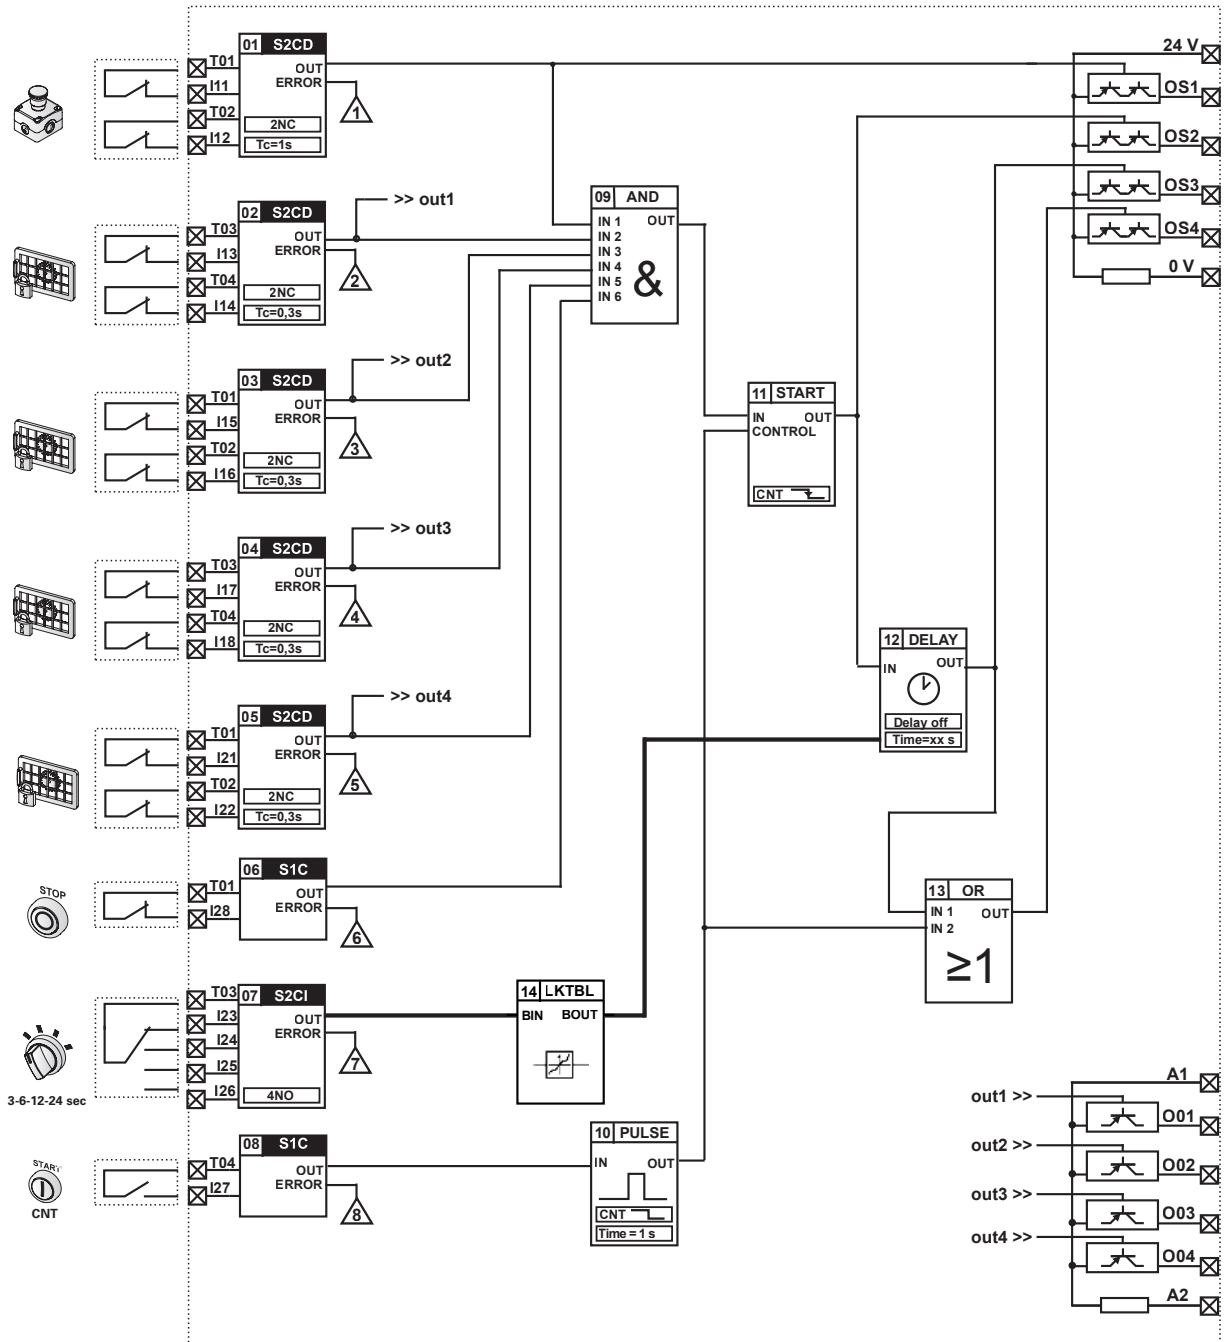 01 S2CD
T01
OUT
I11
ERROR
T02
2NC
I12
Tc=1s
1
24 V
OS1
OS2
OS3
OS4
0 V
02 S2CD
>> out1
T03
OUT
I13
ERROR
T04
2NC
I14
Tc=0,3s
2
09 AND
IN 1 OUT
IN 2
IN 3
IN 4
IN 5
IN 6
&
03 S2CD
>> out2
T01
OUT
I15
ERROR
T02
2NC
I16
Tc=0,3s
3
11 START
IN OUT
CONTROL
CNT
04 S2CD
>> out3
T03
OUT
I17
ERROR
T04
2NC
I18
Tc=0,3s
4
05 S2CD
>> out4
T01
OUT
I21
ERROR
T02
2NC
I22
Tc=0,3s
5
12 DELAY
IN OUT
Delay off
Time=xx s
STOP
06 S1C
T01
OUT
I28
ERROR
6
13 OR
IN 1 OUT
IN 2
≥1
3-6-12-24 sec
07 S2CI
T03
OUT
I23
ERROR
I24
I25
I26
4NO
7
14 LKTBL
BIN BOUT
START
CNT
08 S1C
T04
OUT
I27
ERROR
8
10 PULSE
IN OUT
CNT
Time = 1 s
A1
out1 >>
O01
out2 >>
O02
out3 >>
O03
out4 >>
O04
A2